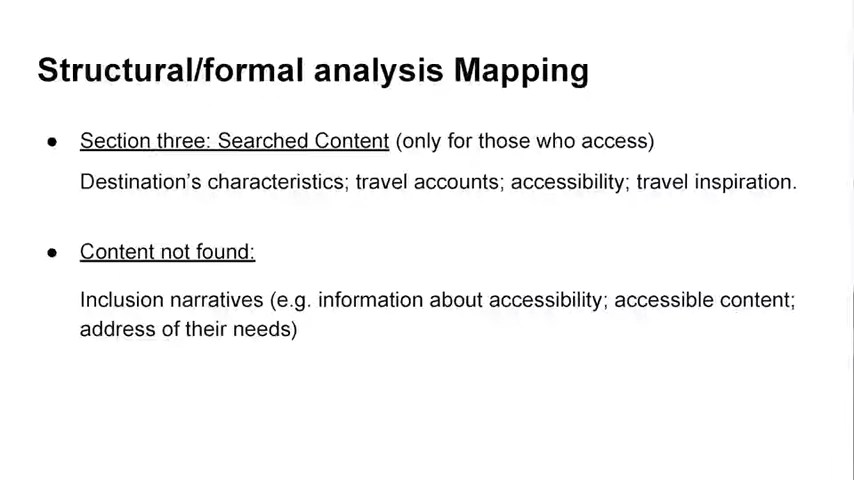 Structural/formal analysis Mapping
● Section three: Searched Content (only for those who access)
Destination's characteristics; travel accounts; accessibility; travel inspiration.
● Content not found:
Inclusion narratives (e.g. information about accessibility; accessible content;
address of their needs)